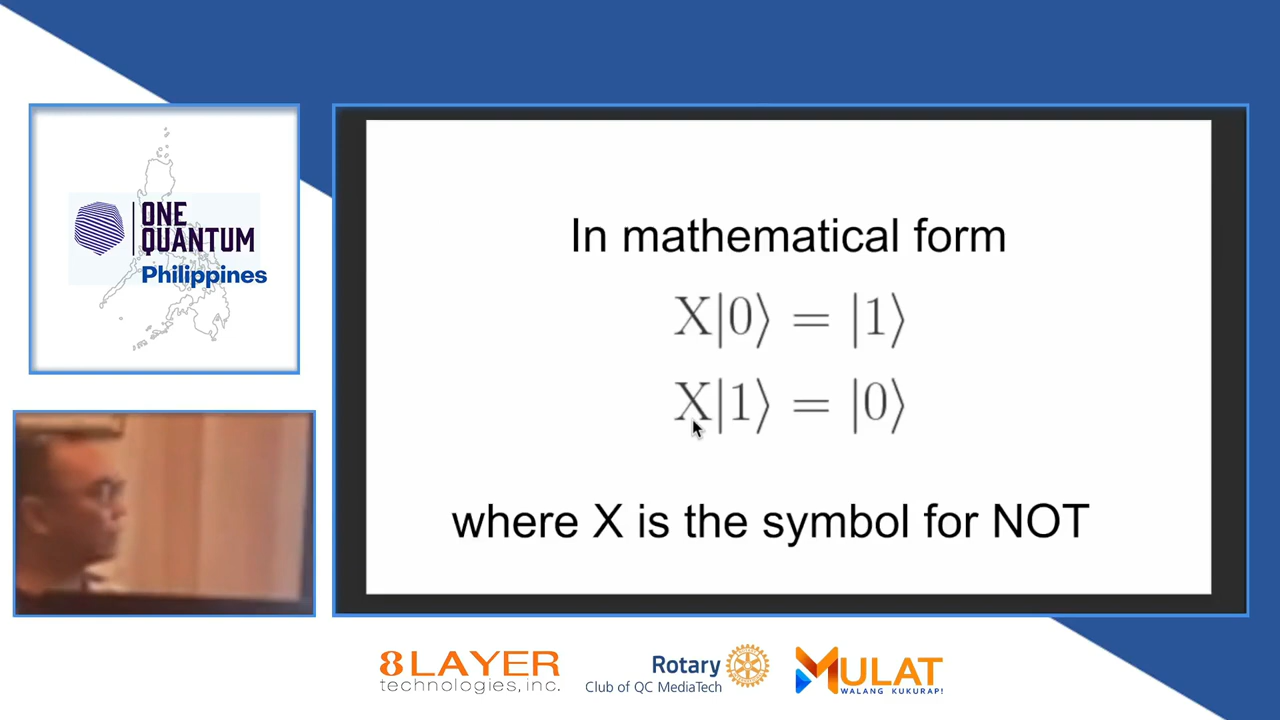 ONE
QUANTUM
Philippines
In mathematical form
X|0⟩ = |1⟩
X|1⟩ = |0⟩
where X is the symbol for NOT
8LAYER
technologies, inc.
Rotary
Club of QC MediaTech
MULAT
WALANG KUKURAP!